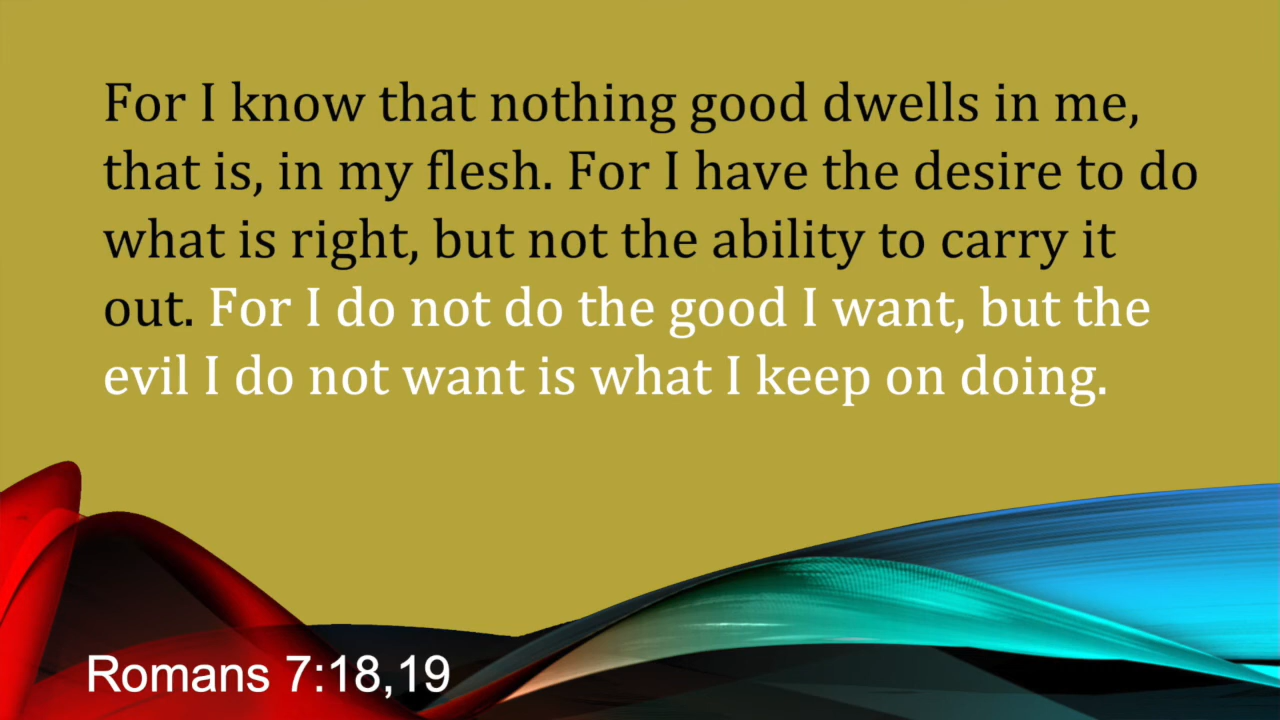 For I know that nothing good dwells in me,
that is, in my flesh. For I have the desire to do
what is right, but not the ability to carry it
out. For I do not do the good I want, but the
evil I do not want is what I keep on doing.
Romans 7:18,19